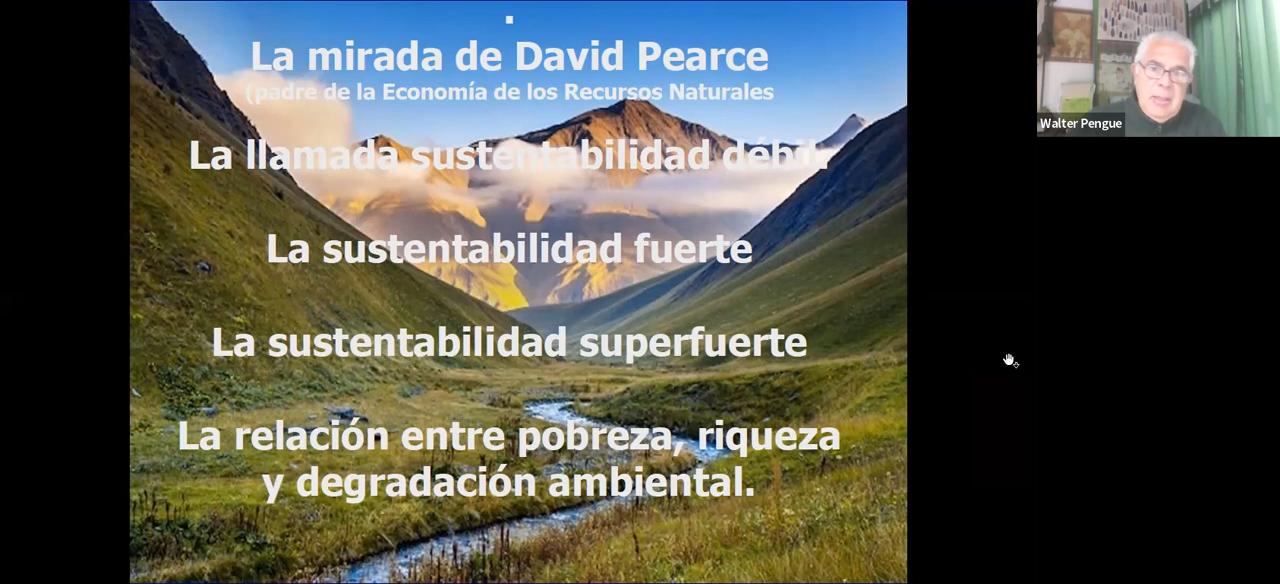 .
La mirada de David Pearce
(padre de la Economía de los Recursos Naturales
La llamada sustentabilidad débil.
La sustentabilidad fuerte
La sustentabilidad superfuerte
La relación entre pobreza, riqueza
y degradación ambiental.
Walter Pengue